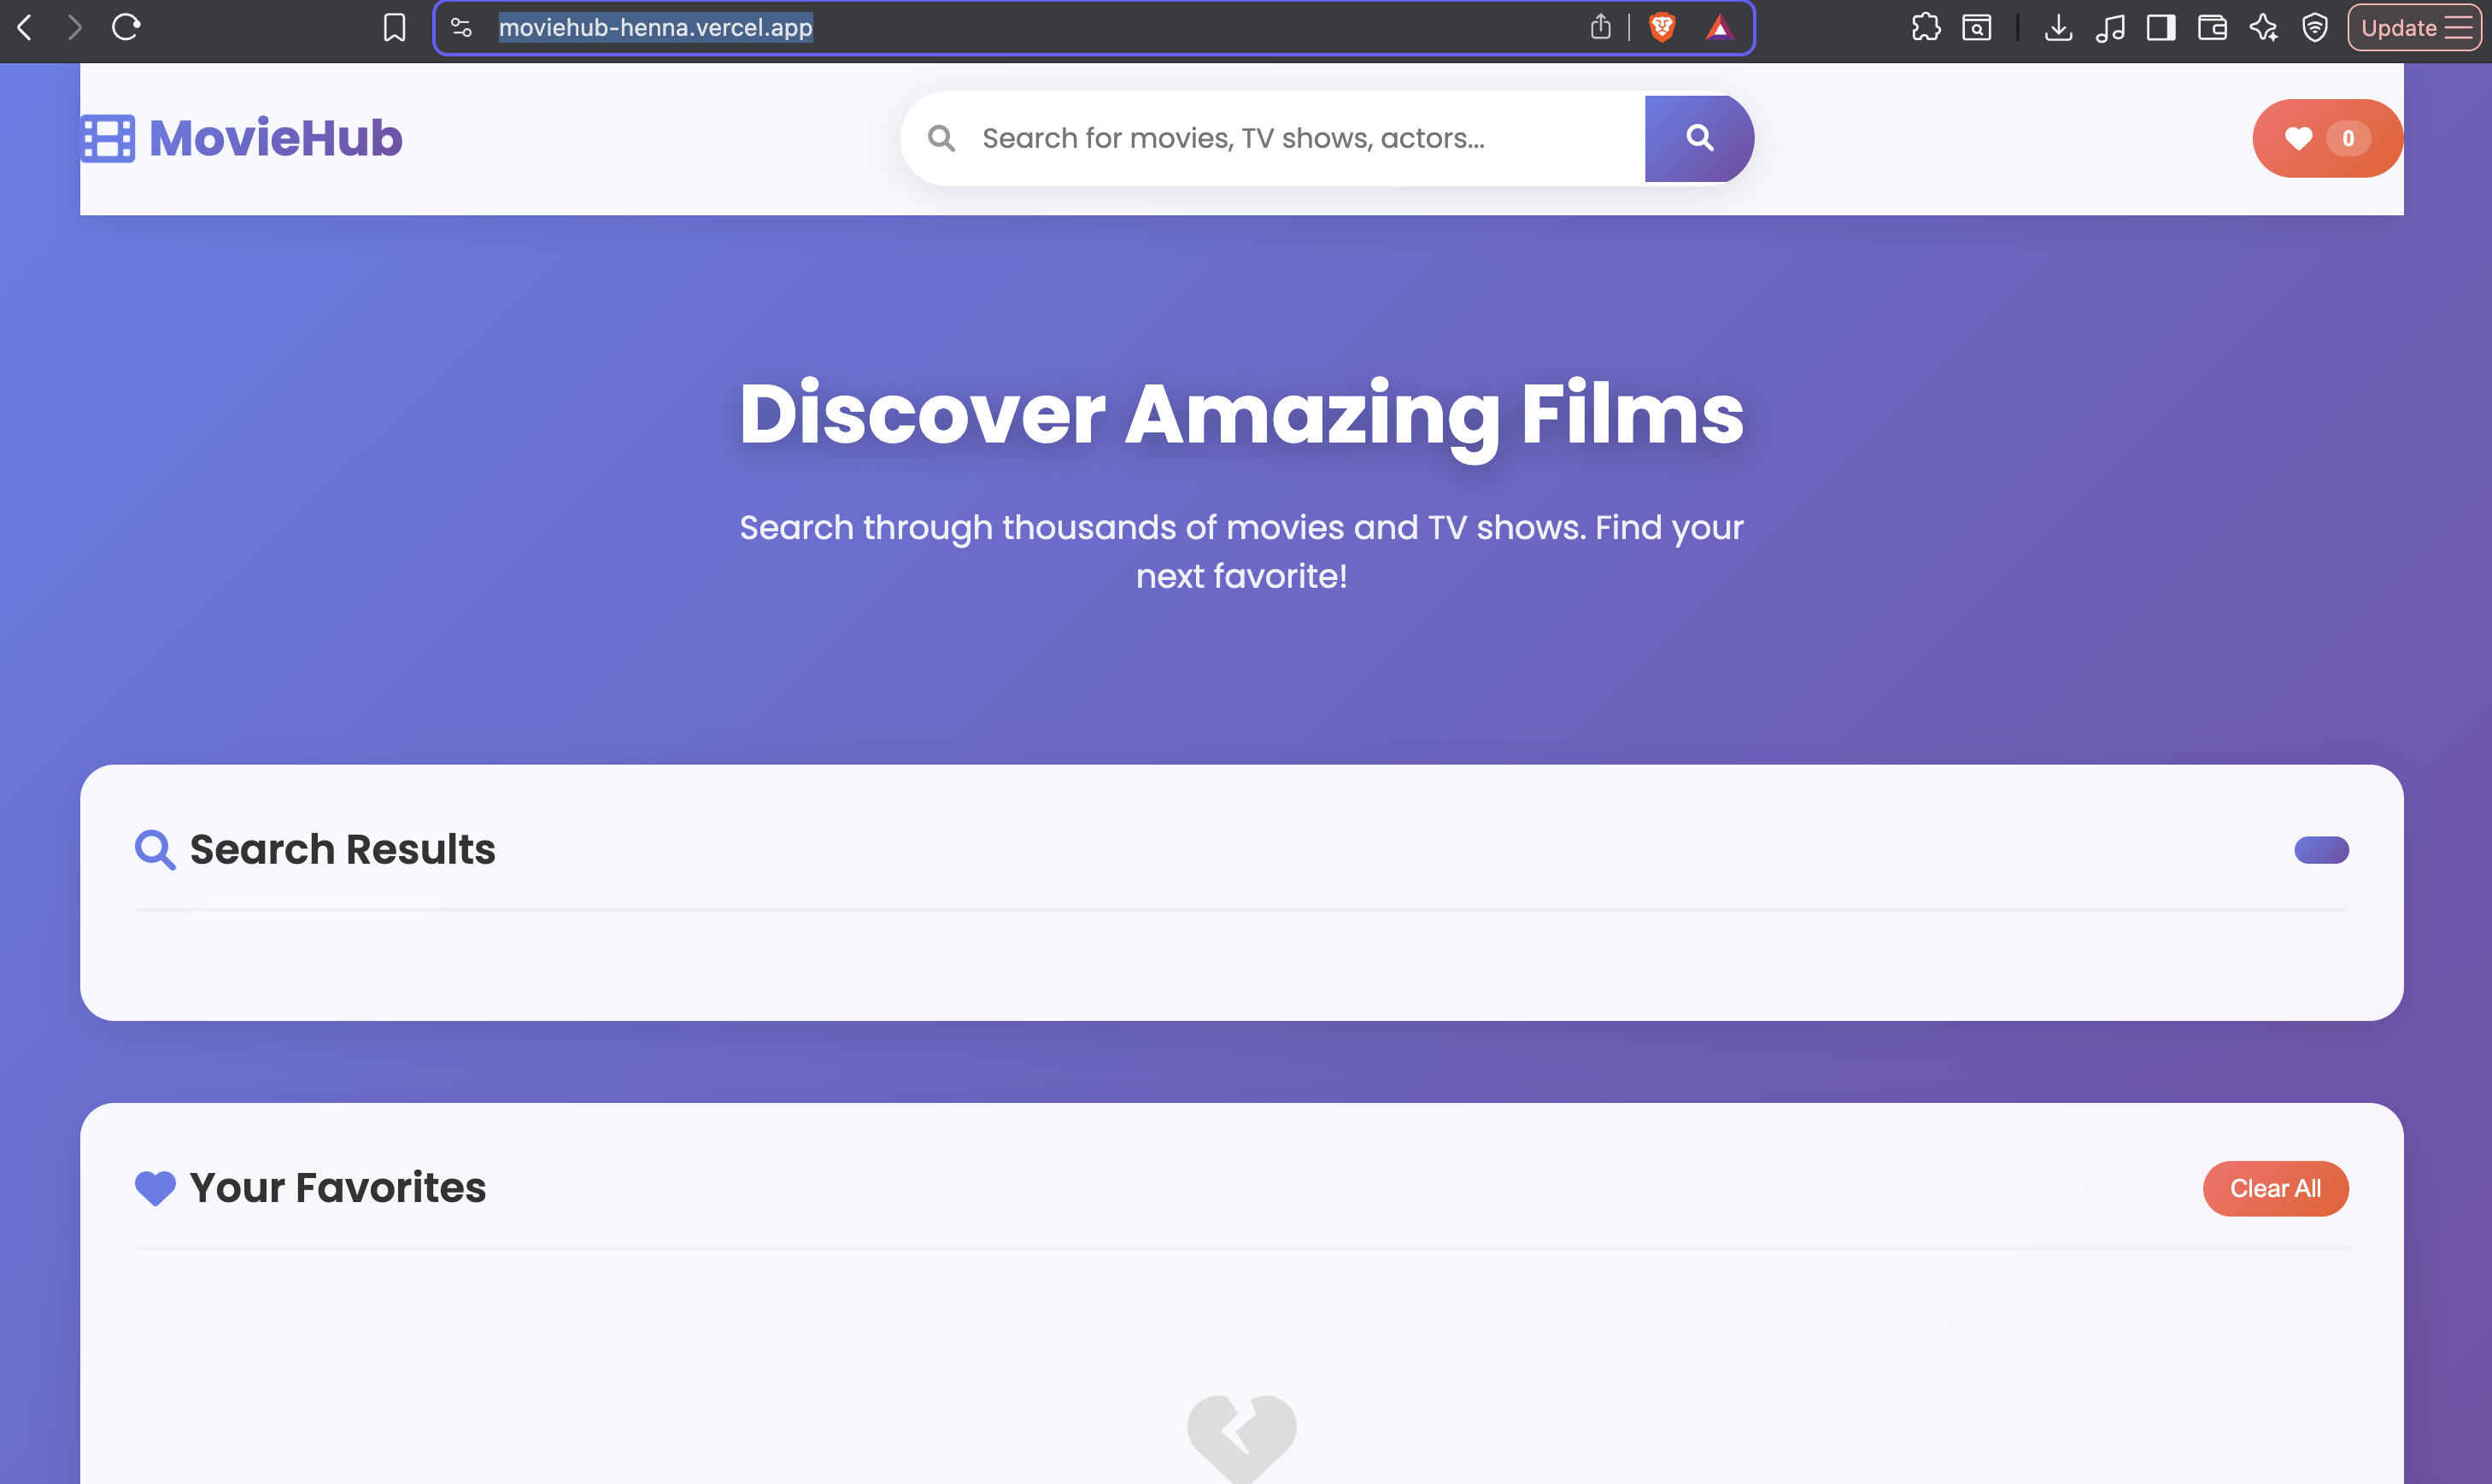 moviehub-henna.vercel.app
Update
MovieHub
Search for movies, TV shows, actors...
0
Discover Amazing Films
Search through thousands of movies and TV shows. Find your
next favorite!
Search Results
Your Favorites
Clear All